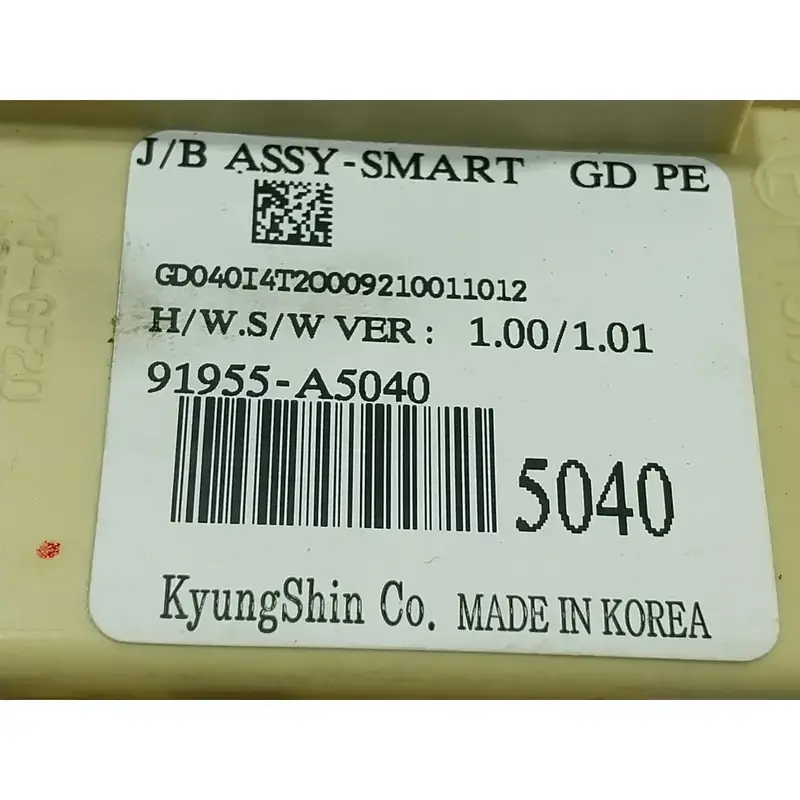 J/B ASSY-SMART GD PE
GD040I4T20009210011012
H/W.S/W VER : 1.00/1.01
91955-A5040
5040
KyungShin Co. MADE IN KOREA